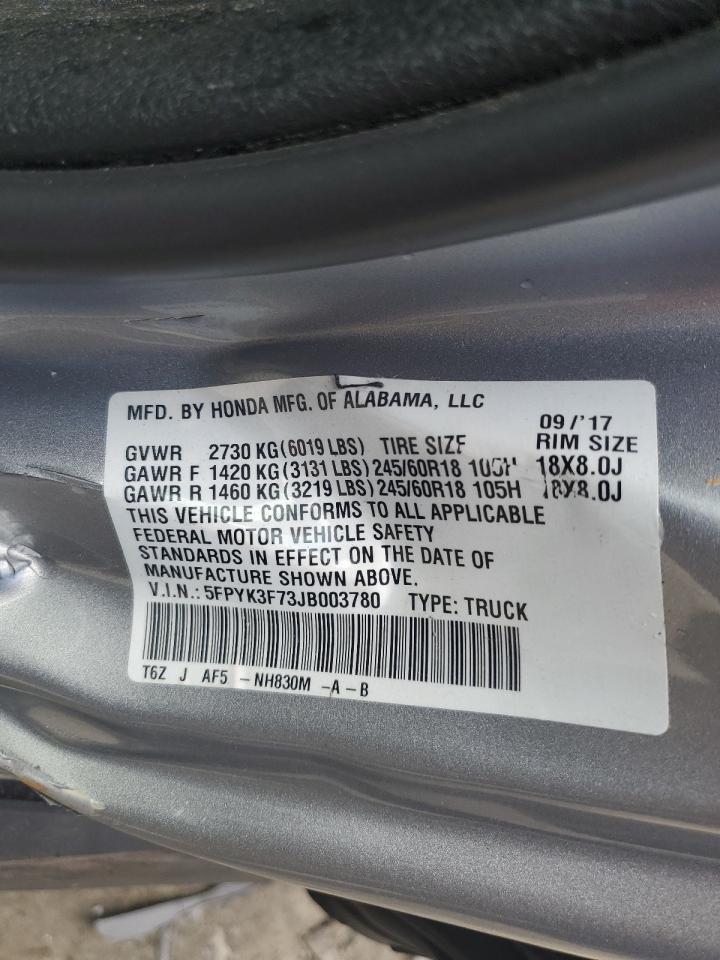 MFD. BY HONDA MFG. OF ALABAMA, LLC 09/'17
GVWR 2730 KG(6019 LBS) TIRE SIZE RIM SIZE
GAWR F 1420 KG(3131 LBS) 245/60R18 105H 18X8.0J
GAWR R 1460 KG(3219 LBS) 245/60R18 105H 18X8.0J
THIS VEHICLE CONFORMS TO ALL APPLICABLE
FEDERAL MOTOR VEHICLE SAFETY
STANDARDS IN EFFECT ON THE DATE OF
MANUFACTURE SHOWN ABOVE.
V.I.N.: 5FPYK3F73JB003780 TYPE: TRUCK
T6Z J AF5 -NH830M -A-B